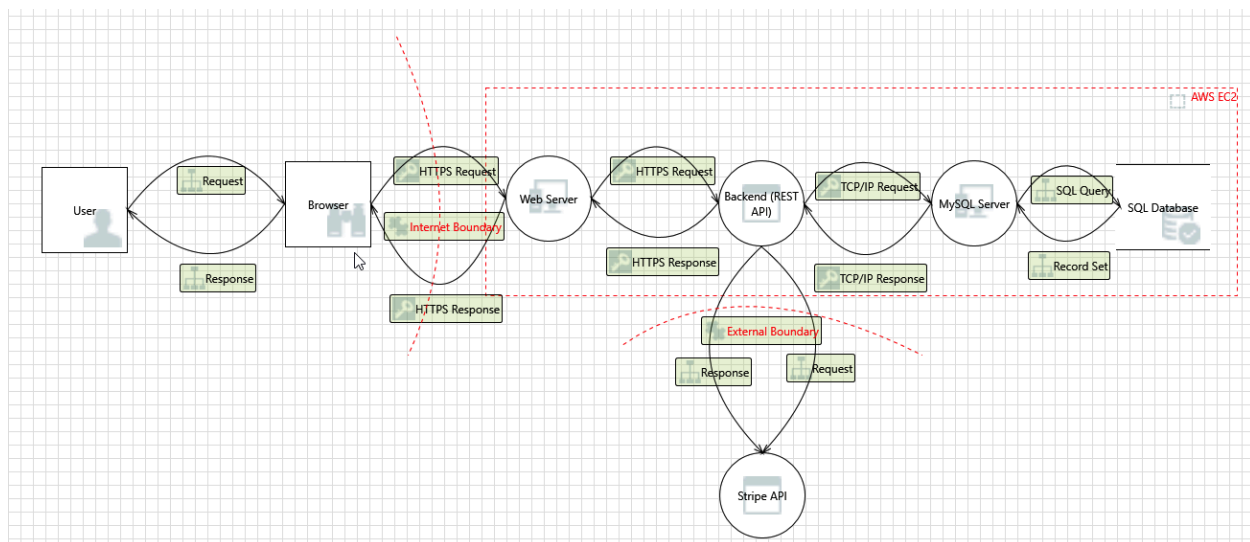 AWS EC2
HTTPS Request
HTTPS Request
Request
TCP/IP Request
SQL Query
User
Browser
Web Server
Backend (REST
API)
MySQL Server
SQL Database
Internet Boundary
Response
HTTPS Response
HTTPS Response
TCP/IP Response
Record Set
External Boundary
Response
Request
Stripe API